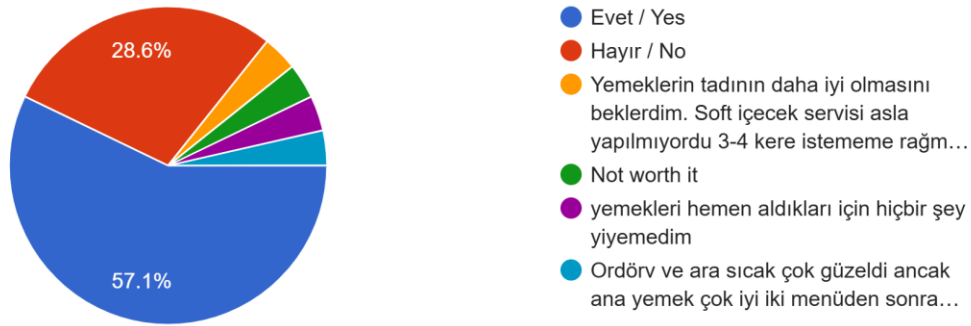 28.6%
57.1%
Evet / Yes
Hayır / No
Yemeklerin tadının daha iyi olmasını
beklerdim. Soft içecek servisi asla
yapılmıyordu 3-4 kere istememe rağm…
Not worth it
yemekleri hemen aldıkları için hiçbir şey
yiyemedim
Ordörv ve ara sıcak çok güzeldi ancak
ana yemek çok iyi iki menüden sonra…